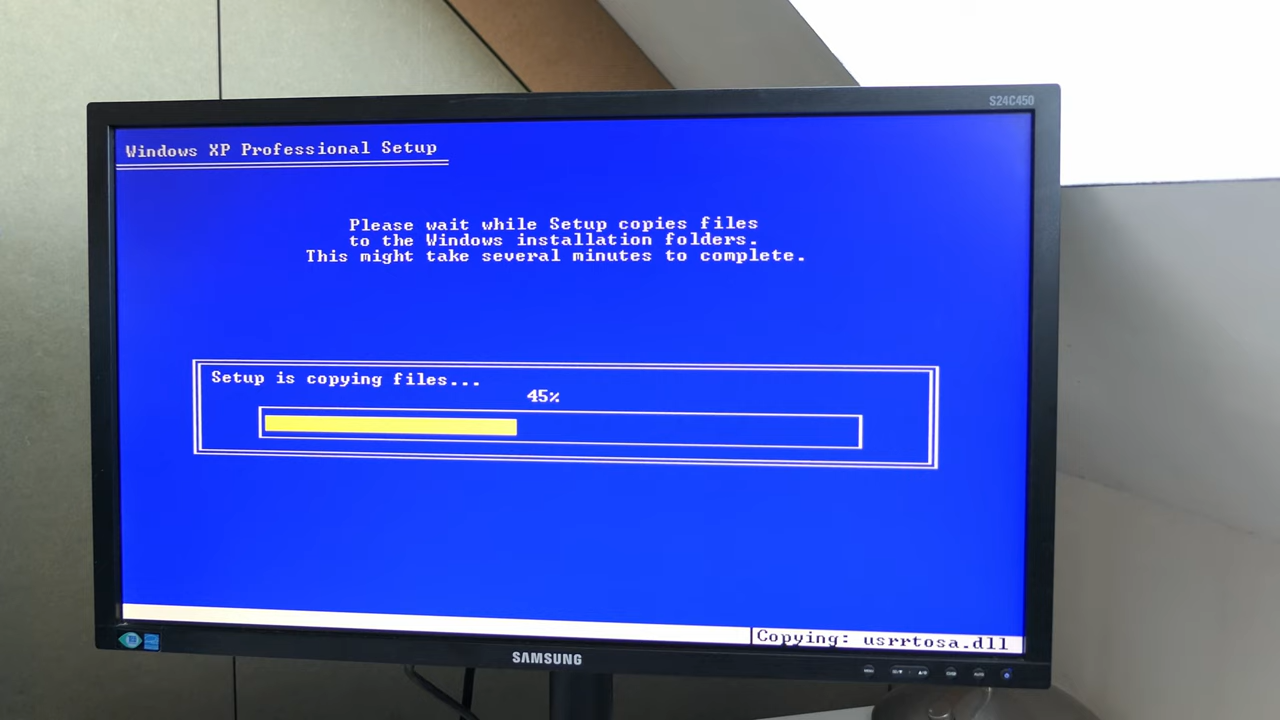 S24C450
Windows XP Professional Setup
Please wait while Setup copies files
to the Windows installation folders.
This might take several minutes to complete.
Setup is copying files...
45%
Copying: usrrtosa.dll
SAMSUNG